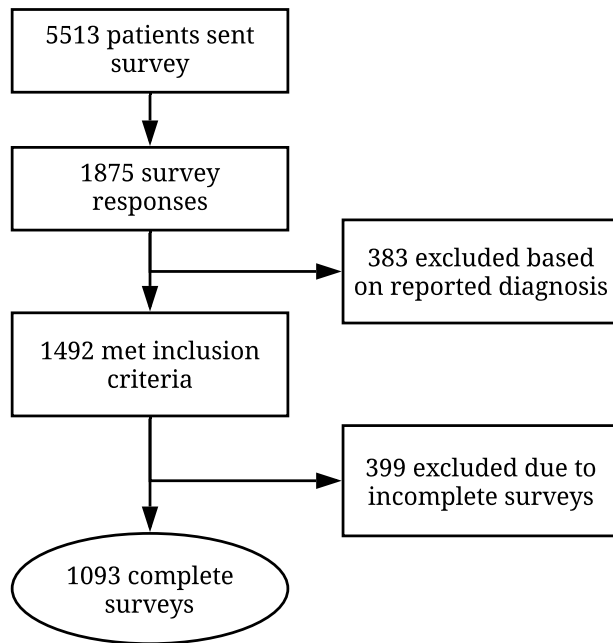 5513 patients sent
survey
1875 survey
responses
383 excluded based
on reported diagnosis
1492 met inclusion
criteria
399 excluded due to
incomplete surveys
1093 complete
surveys